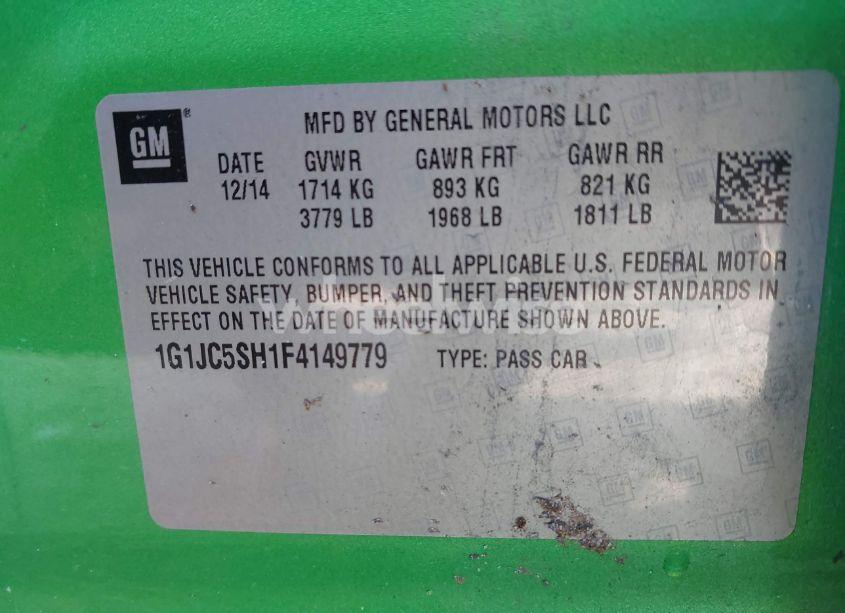 GM ®
MFD BY GENERAL MOTORS LLC
DATE GVWR GAWR FRT GAWR RR
12/14 1714 KG 893 KG 821 KG
3779 LB 1968 LB 1811 LB
THIS VEHICLE CONFORMS TO ALL APPLICABLE U.S. FEDERAL MOTOR
VEHICLE SAFETY, BUMPER, AND THEFT PREVENTION STANDARDS IN
EFFECT ON THE DATE OF MANUFACTURE SHOWN ABOVE.
1G1JC5SH1F4149779 TYPE: PASS CAR